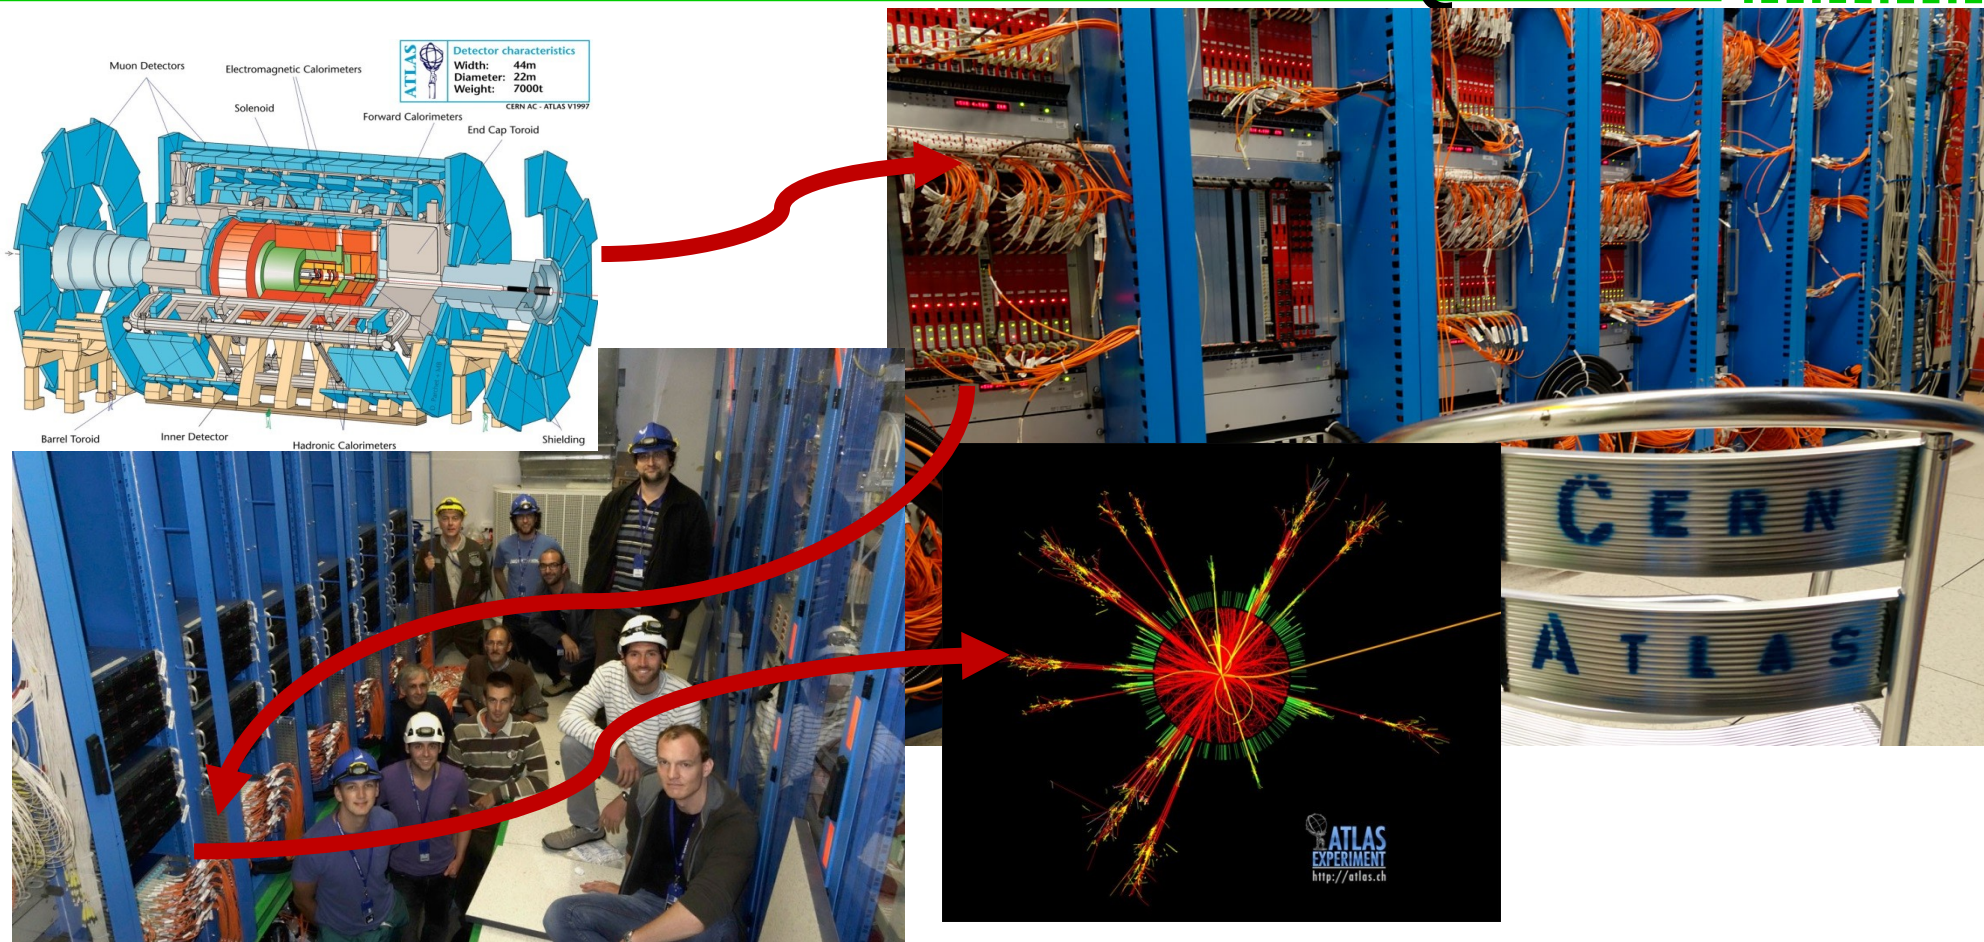 ATLAS
Detector characteristics
Width: 44m
Diameter: 22m
Weight: 7000t
CERN AC - ATLAS V1997
Muon Detectors
Electromagnetic Calorimeters
Solenoid
Forward Calorimeters
End Cap Toroid
Barrel Toroid
Inner Detector
Hadronic Calorimeters
Shielding
CERN
ATLAS
ATLAS
EXPERIMENT
http://atlas.ch